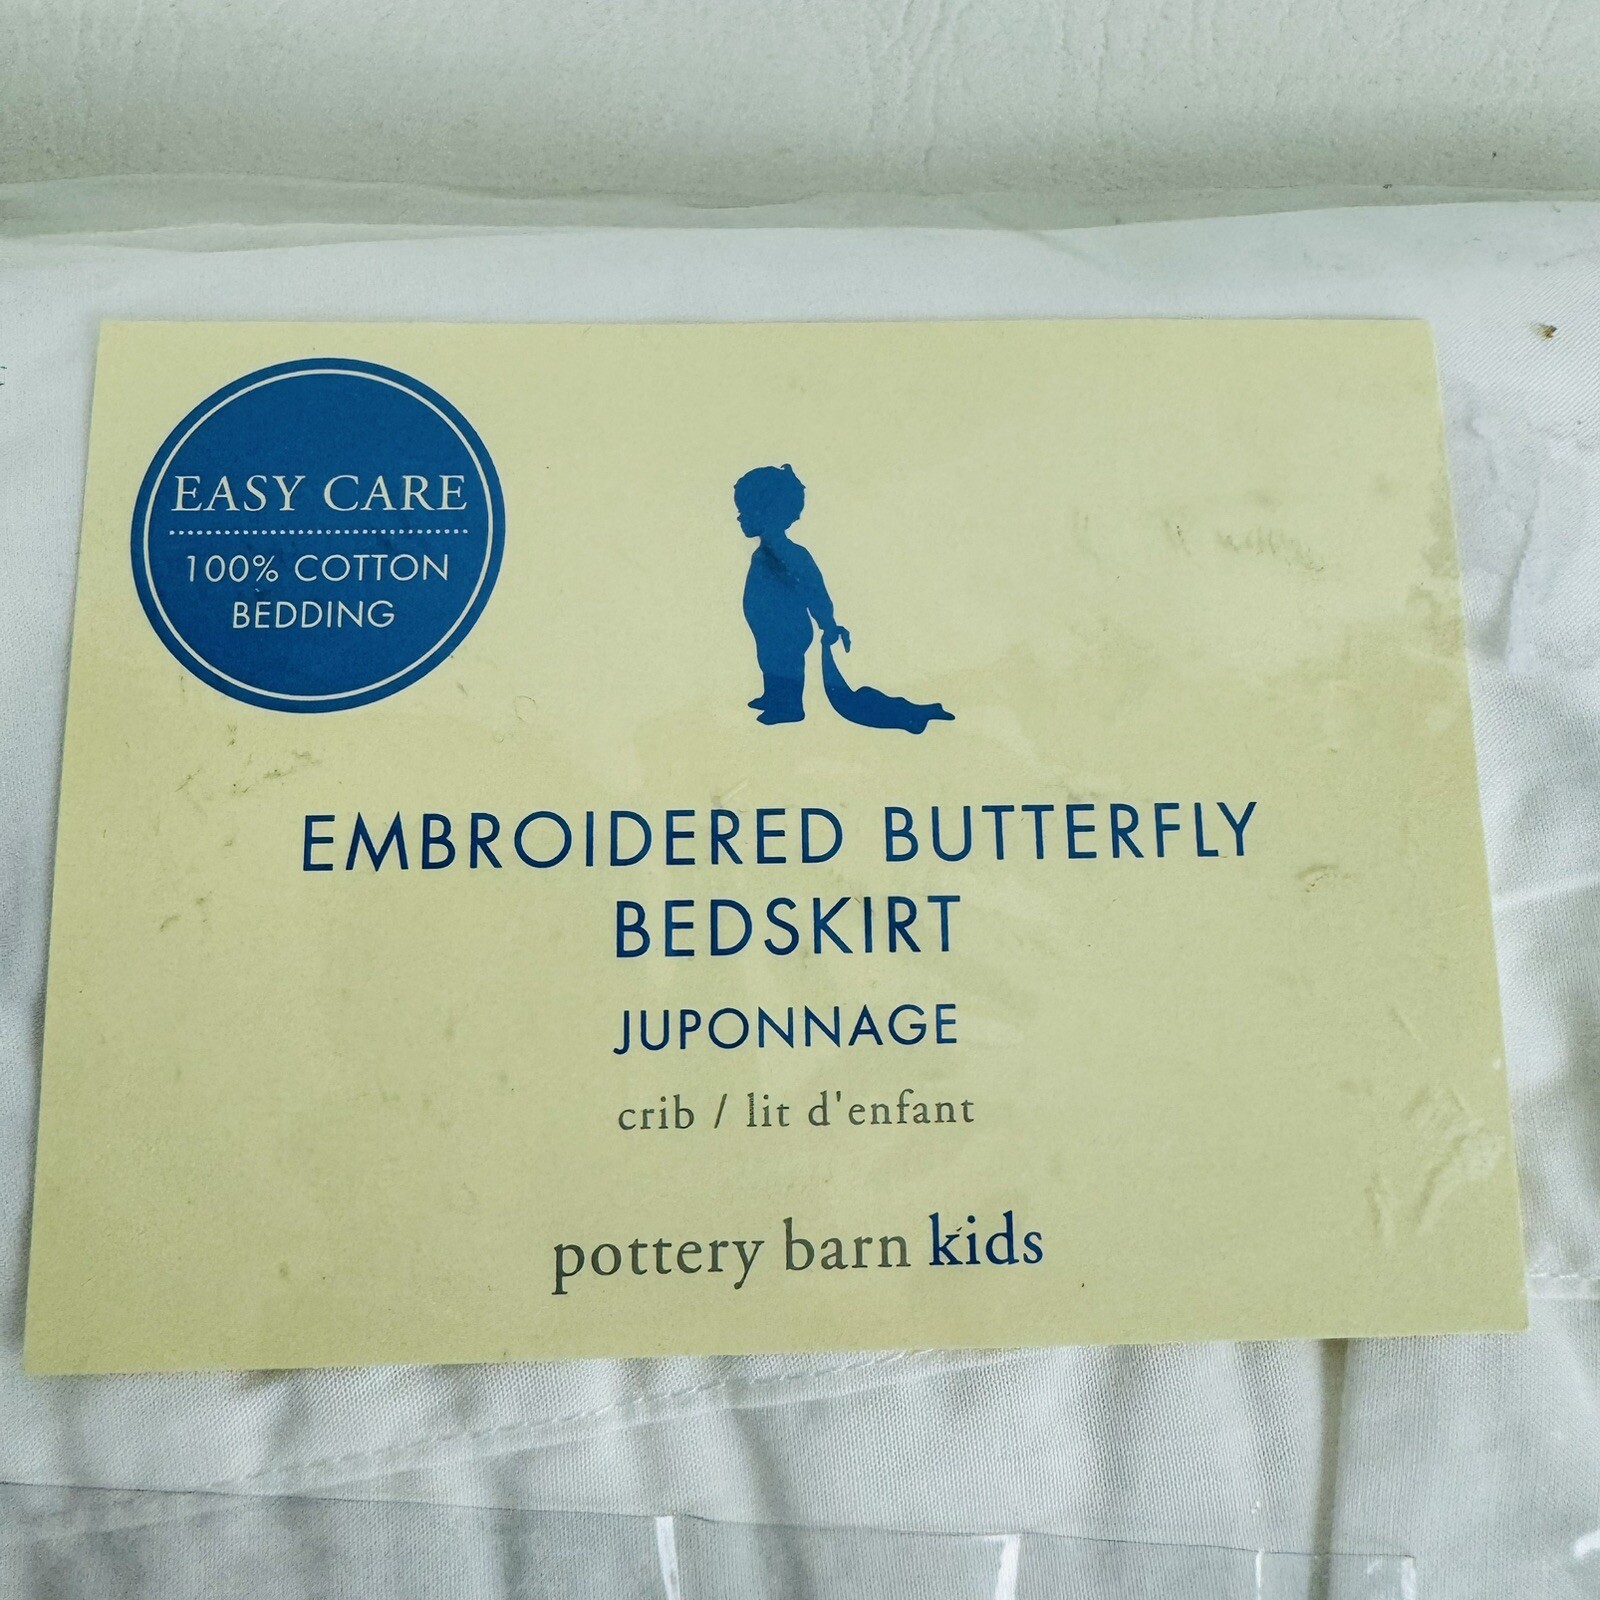 EASY CARE
100% COTTON
BEDDING
EMBROIDERED BUTTERFLY
BEDSKIRT
JUPONNAGE
crib / lit d'enfant
pottery barn kids